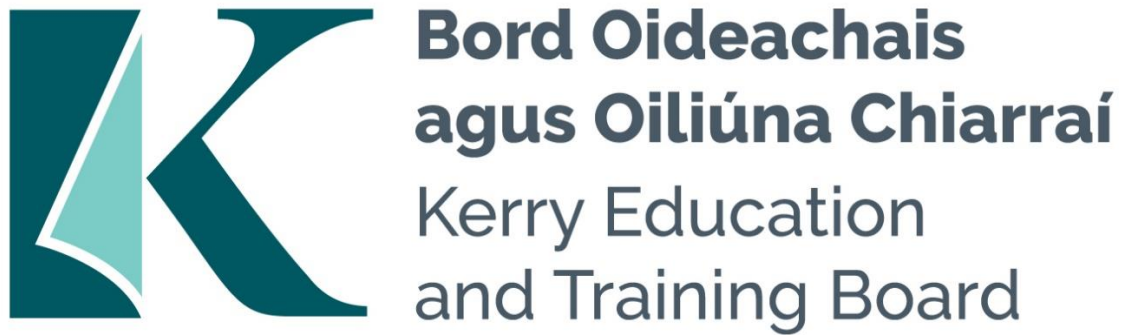 K
Bord Oideachais
agus Oiliúna Chiarraí
Kerry Education
and Training Board